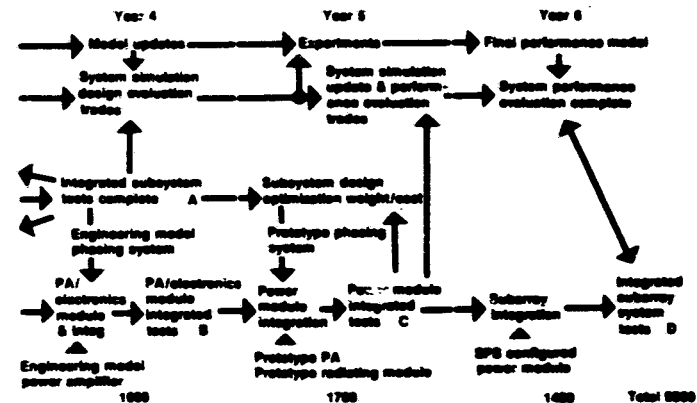 Year 4 Year 5 Year 6
Model updates Experiments Final performance model
System simulation
design evaluation
trades
System simulation
update & perform-
ance evaluation
trades
System performance
evaluation complete
Integrated subsystem
tests complete A
Subsystem design
optimization weight/cost
Engineering model
phasing system
Prototype phasing
system
PA/
electronics
module
& integ
PA/electronics
module
integrated
tests B
Power
module
integration
Power module
integrated
tests C
Subarray
integration
Integrated
subarray
system
tests D
Engineering model
power amplifier
Prototype PA
Prototype radiating module
SPS configured
power module
Total